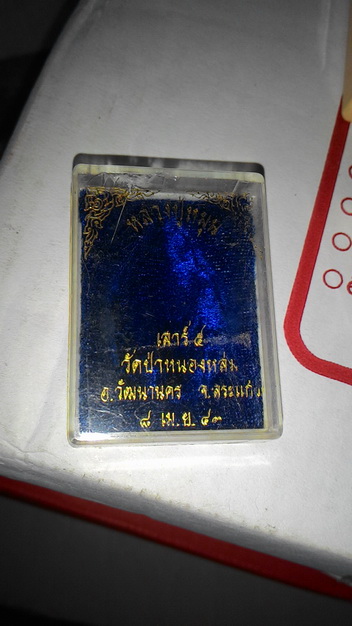 หลวงปู่หมุน
เสาร์ ๕
วัดป่าหนองหล่ม
อ.วัฒนานคร จ.สระแก้ว
๘ เม.ย. ๔๓